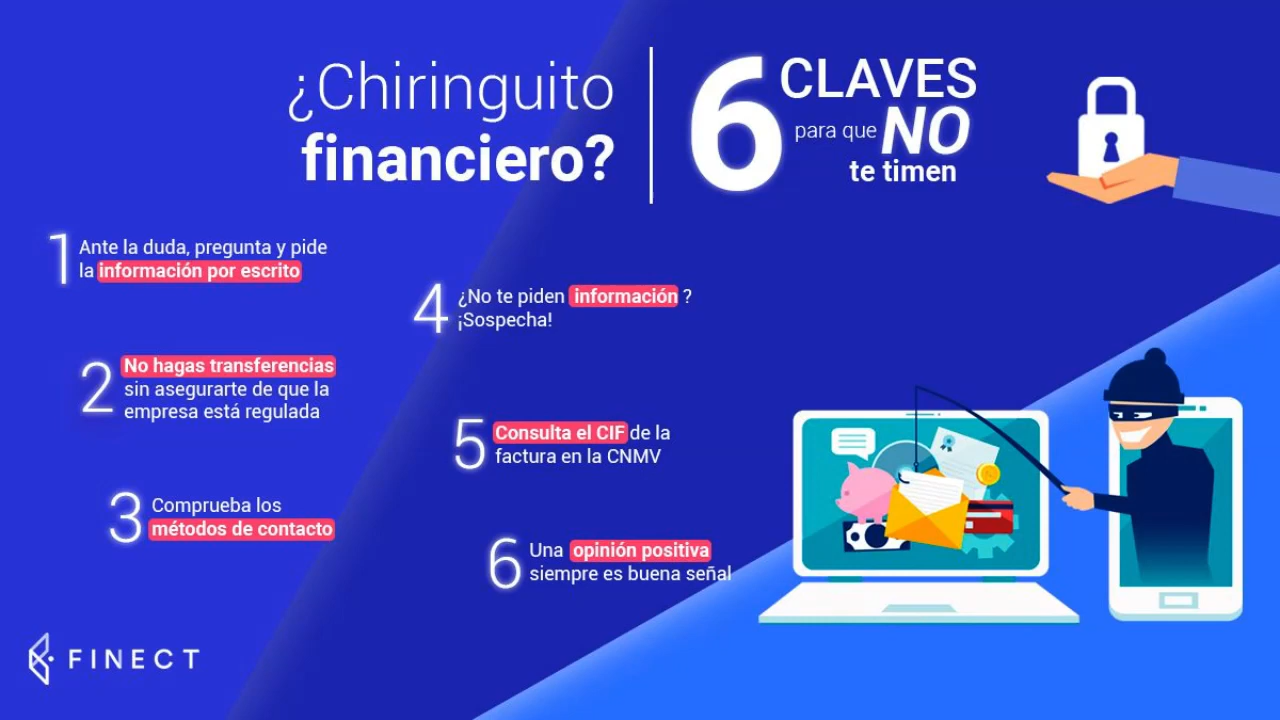 ¿Chiringuito
financiero?
6 CLAVES
para que NO
te timen
1 Ante la duda, pregunta y pide
la información por escrito
2 No hagas transferencias
sin asegurarte de que la
empresa está regulada
3 Comprueba los
métodos de contacto
4 ¿No te piden información ?
¡Sospecha!
5 Consulta el CIF de la
factura en la CNMV
6 Una opinión positiva
siempre es buena señal
FINECT